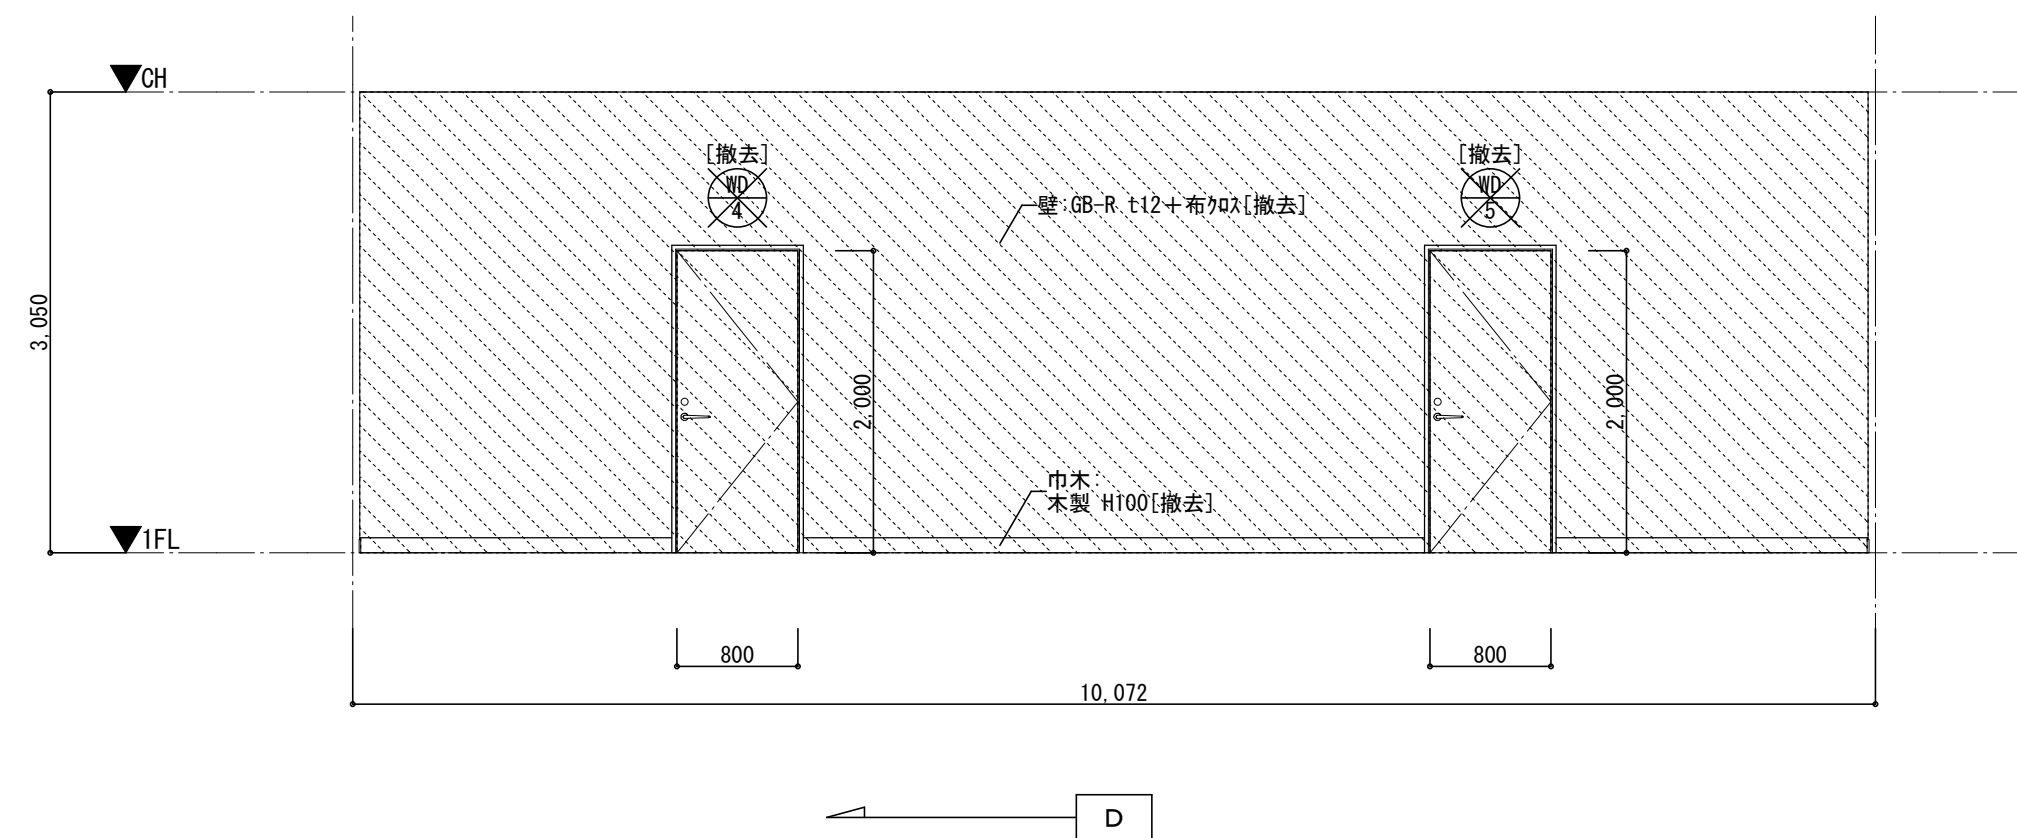 CH
[撤去]
WD
4
[撤去]
WD
5
壁:GB-R t12+布クロス[撤去]
3,050
2,000
2,000
巾木:
木製 H100[撤去]
1FL
800
800
10,072
D